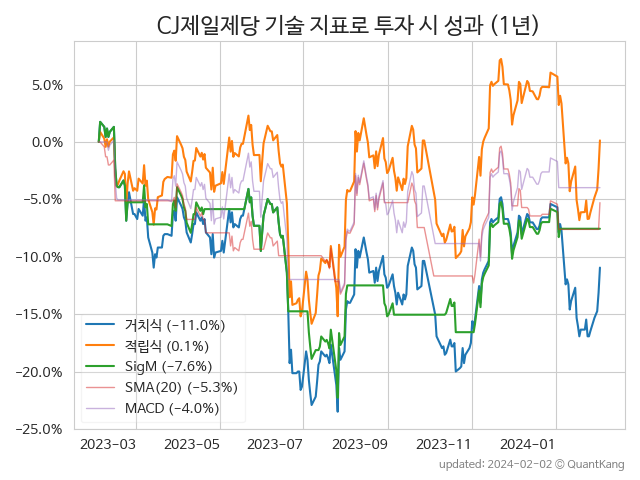 CJ제일제당 기술 지표로 투자 시 성과 (1년)
5.0%
0.0%
−5.0%
−10.0%
−15.0%
−20.0%
−25.0%
거치식 (−11.0%)
적립식 (0.1%)
SigM (−7.6%)
SMA(20) (−5.3%)
MACD (−4.0%)
2023-03 2023-05 2023-07 2023-09 2023-11 2024-01
updated: 2024-02-02 © QuantKang